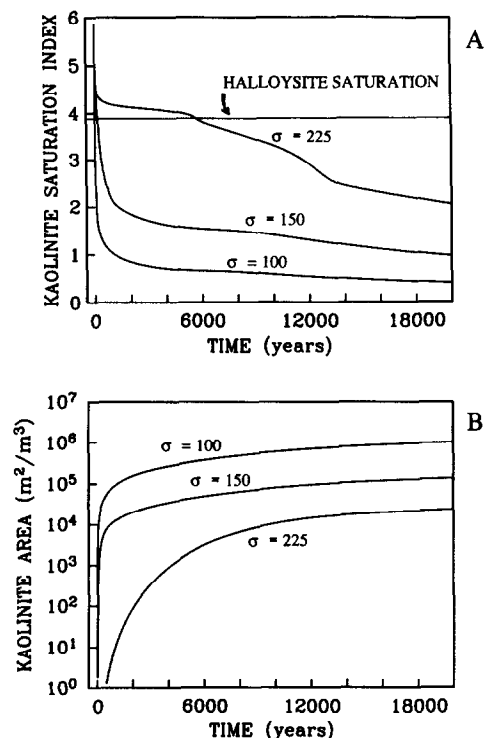 A
KAOLINITE SATURATION INDEX
6
5
4
3
2
1
0
HALLOYSITE SATURATION
σ = 225
σ = 150
σ = 100
0 6000 12000 18000
TIME (years)
B
KAOLINITE AREA (m²/m³)
10⁷
10⁶
10⁵
10⁴
10³
10²
10¹
10⁰
σ = 100
σ = 150
σ = 225
0 6000 12000 18000
TIME (years)